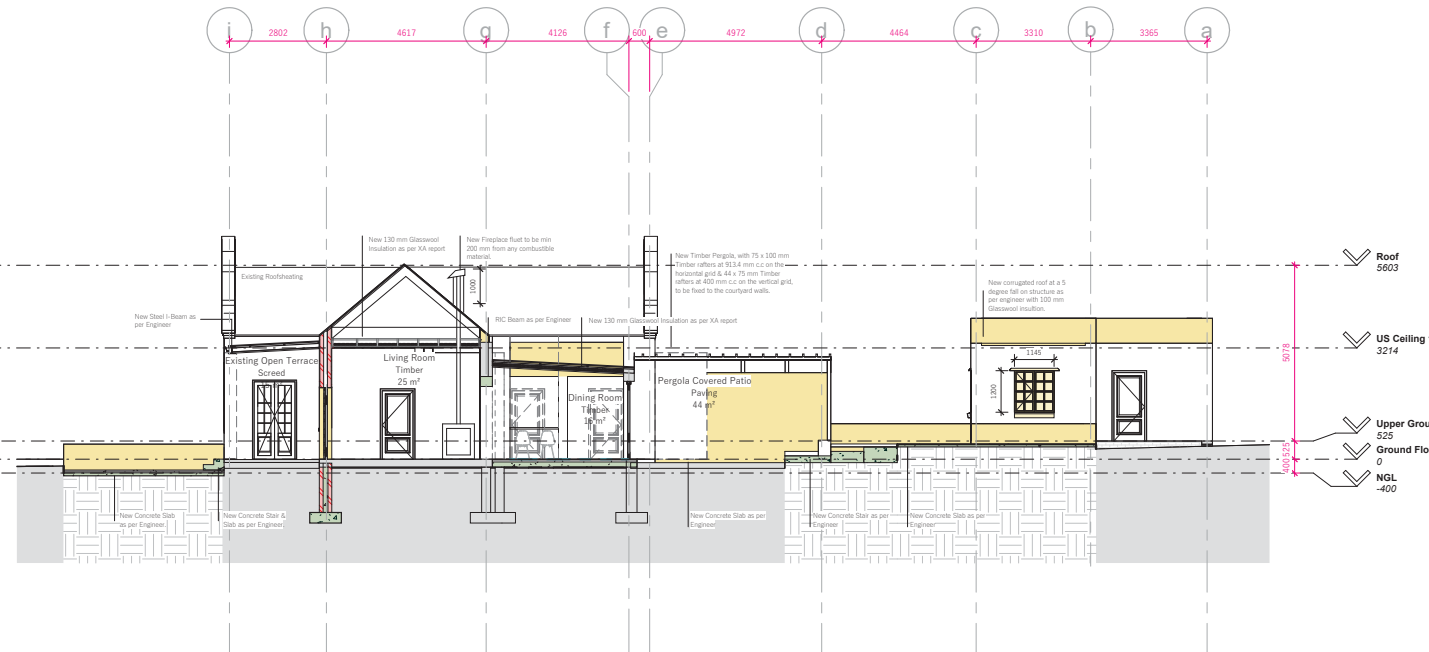 i h g f e d c b a
2802 4617 4126 600 4972 4464 3310 3365
New 130 mm Glasswool
Insulation as per XA report
New Fireplace fluet to be min
200 mm from any combustible
material.
Existing Roofsheating
1000
New Timber Pergola, with 75 x 100 mm
Timber rafters at 913.4 mm c.c on the
horizontal grid & 44 x 75 mm Timber
rafters at 400 mm c.c on the vertical grid,
to be fixed to the courtyard walls.
New corrugated roof at a 5
degree fall on structure as
per engineer with 100 mm
Glasswool insultion.
Roof
5603
New Steel I-Beam as
per Engineer
RIC Beam as per Engineer
New 130 mm Glasswool Insulation as per XA report
US Ceiling
3214
5078
Existing Open Terrace
Screed
Living Room
Timber
25 m²
Dining Room
Timber
Pergola Covered Patio
Paving
44 m²
1145
1200
Upper Grou
525
Ground Flo
0
NGL
-400
525
400
New Concrete Slab
as per Engineer.
New Concrete Stair &
Slab as per Engineer
New Concrete Slab as per
Engineer
New Concrete Stair as per
Engineer
New Concrete Slab as per
Engineer